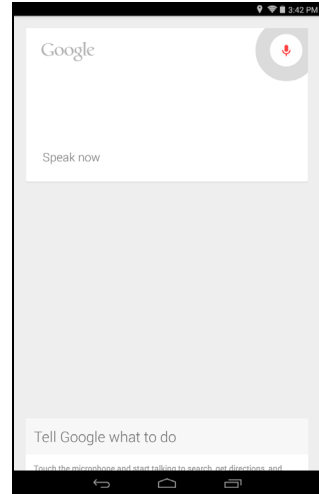 3:42 PM
Google
Speak now
Tell Google what to do
Touch the microphone and start talking to search, get directions, and